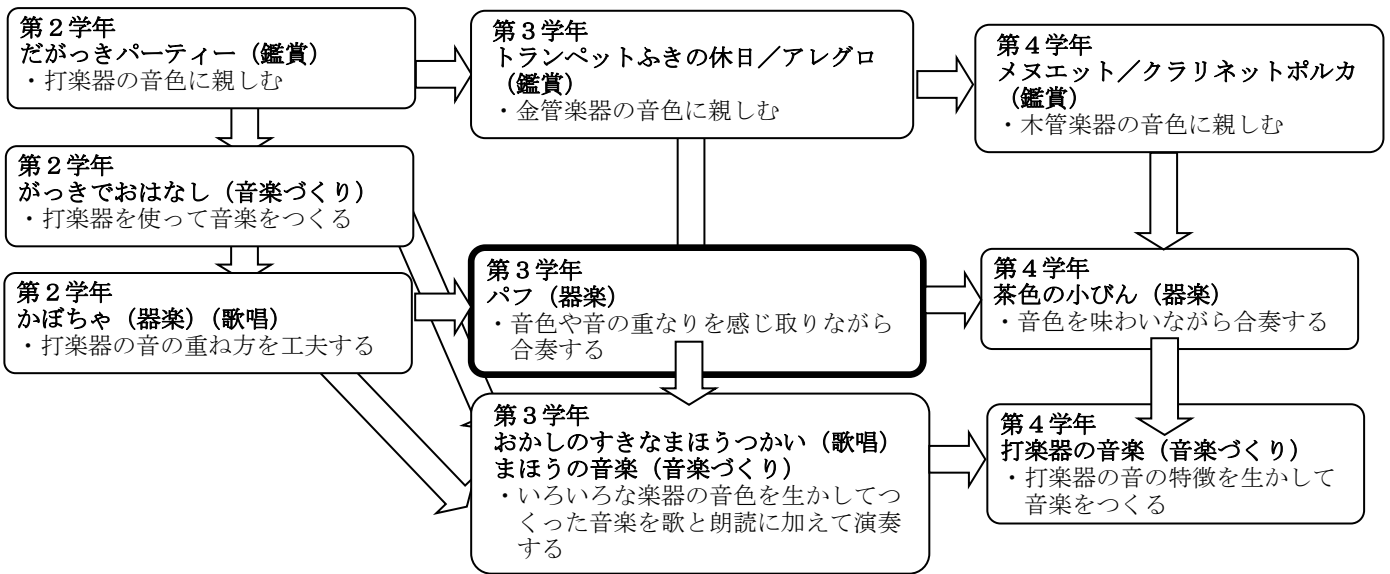 第２学年
だがっきパーティー（鑑賞）
・打楽器の音色に親しむ
第３学年
トランペットふきの休日／アレグロ
（鑑賞）
・金管楽器の音色に親しむ
第４学年
メヌエット／クラリネットポルカ
（鑑賞）
・木管楽器の音色に親しむ
第２学年
がっきでおはなし（音楽づくり）
・打楽器を使って音楽をつくる
第２学年
かぼちゃ（器楽）（歌唱）
・打楽器の音の重ね方を工夫する
第３学年
パフ（器楽）
・音色や音の重なりを感じ取りながら
合奏する
第４学年
茶色の小びん（器楽）
・音色を味わいながら合奏する
第３学年
おかしのすきなまほうつかい（歌唱）
まほうの音楽（音楽づくり）
・いろいろな楽器の音色を生かしてつ
くった音楽を歌と朗読に加えて演奏
する
第４学年
打楽器の音楽（音楽づくり）
・打楽器の音の特徴を生かして
音楽をつくる